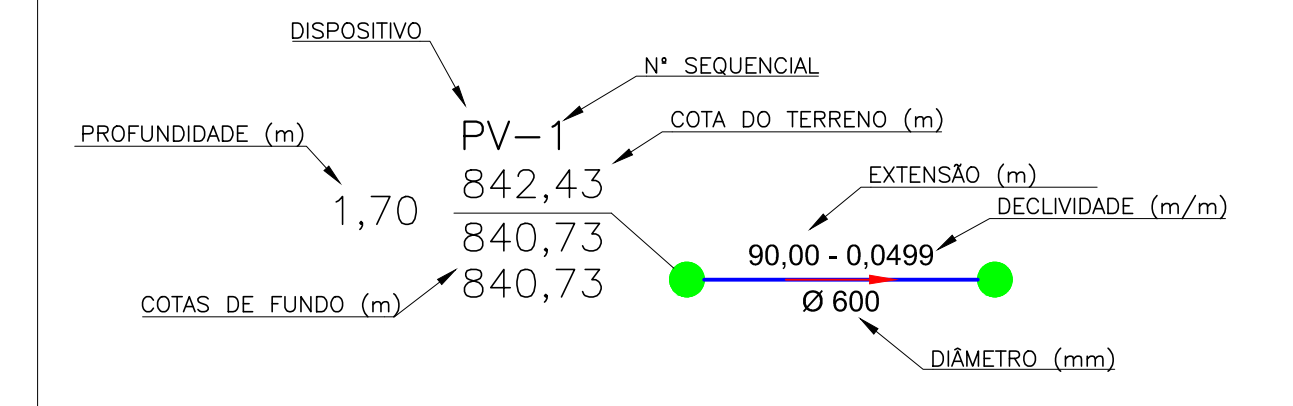 DISPOSITIVO
Nº SEQUENCIAL
PROFUNDIDADE (m)
PV-1
COTA DO TERRENO (m)
842,43
1,70
EXTENSÃO (m)
DECLIVIDADE (m/m)
840,73
90,00 - 0,0499
840,73
COTAS DE FUNDO (m)
Ø 600
DIÂMETRO (mm)